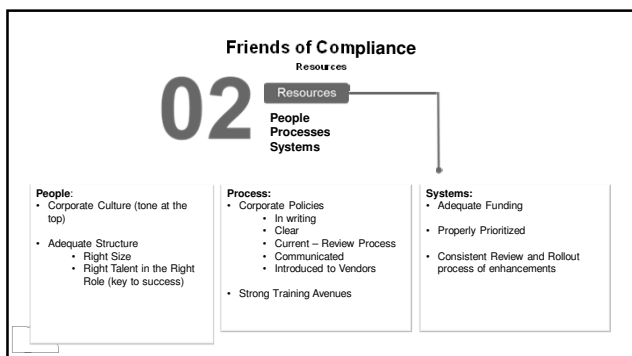 Friends of Compliance
Resources
02
Resources
People
Processes
Systems
People:
• Corporate Culture (tone at the
top)
• Adequate Structure
• Right Size
• Right Talent in the Right
Role (key to success)
Process:
• Corporate Policies
• In writing
• Clear
• Current – Review Process
• Communicated
• Introduced to Vendors
• Strong Training Avenues
Systems:
• Adequate Funding
• Properly Prioritized
• Consistent Review and Rollout
process of enhancements